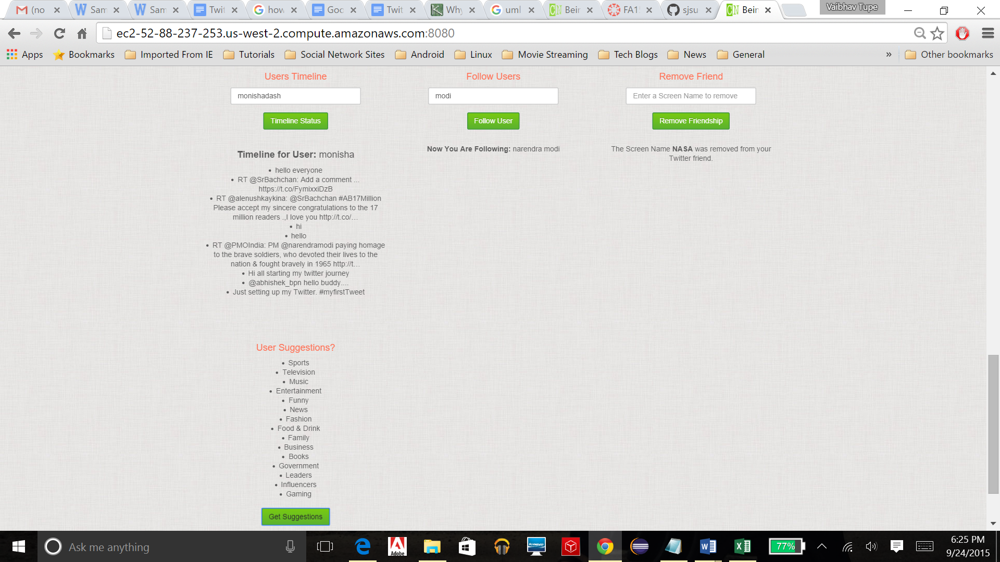 (no
Sam
Sam
Twit
how
Goo
Twit
Why
uml
Bein
FA1
sjsu
Bein
Vaibhav Tupe
ec2-52-88-237-253.us-west-2.compute.amazonaws.com:8080
Apps Bookmarks Imported From IE Tutorials Social Network Sites Android Linux Movie Streaming Tech Blogs News General » Other bookmarks
Users Timeline
monishadash
Timeline Status
Timeline for User: monisha
• hello everyone
• RT @SrBachchan: Add a comment ...
https://t.co/FymixxiDzB
• RT @alenushkaykina: @SrBachchan #AB17Million
Please accept my sincere congratulations to the 17
million readers .,I love you http://t.co/…
• hi
• hello
• RT @PMOIndia: PM @narendramodi paying homage
to the brave soldiers, who devoted their lives to the
nation & fought bravely in 1965 http://t…
• Hi all starting my twitter journey
• @abhishek_bpn hello buddy....
• Just setting up my Twitter. #myfirstTweet
Follow Users
modi
Follow User
Now You Are Following: narendra modi
Remove Friend
Enter a Screen Name to remove
Remove Friendship
The Screen Name NASA was removed from your
Twitter friend.
User Suggestions?
• Sports
• Television
• Music
• Entertainment
• Funny
• News
• Fashion
• Food & Drink
• Family
• Business
• Books
• Government
• Leaders
• Influencers
• Gaming
Get Suggestions
Ask me anything
Adobe
lenovo
77%
6:25 PM
9/24/2015